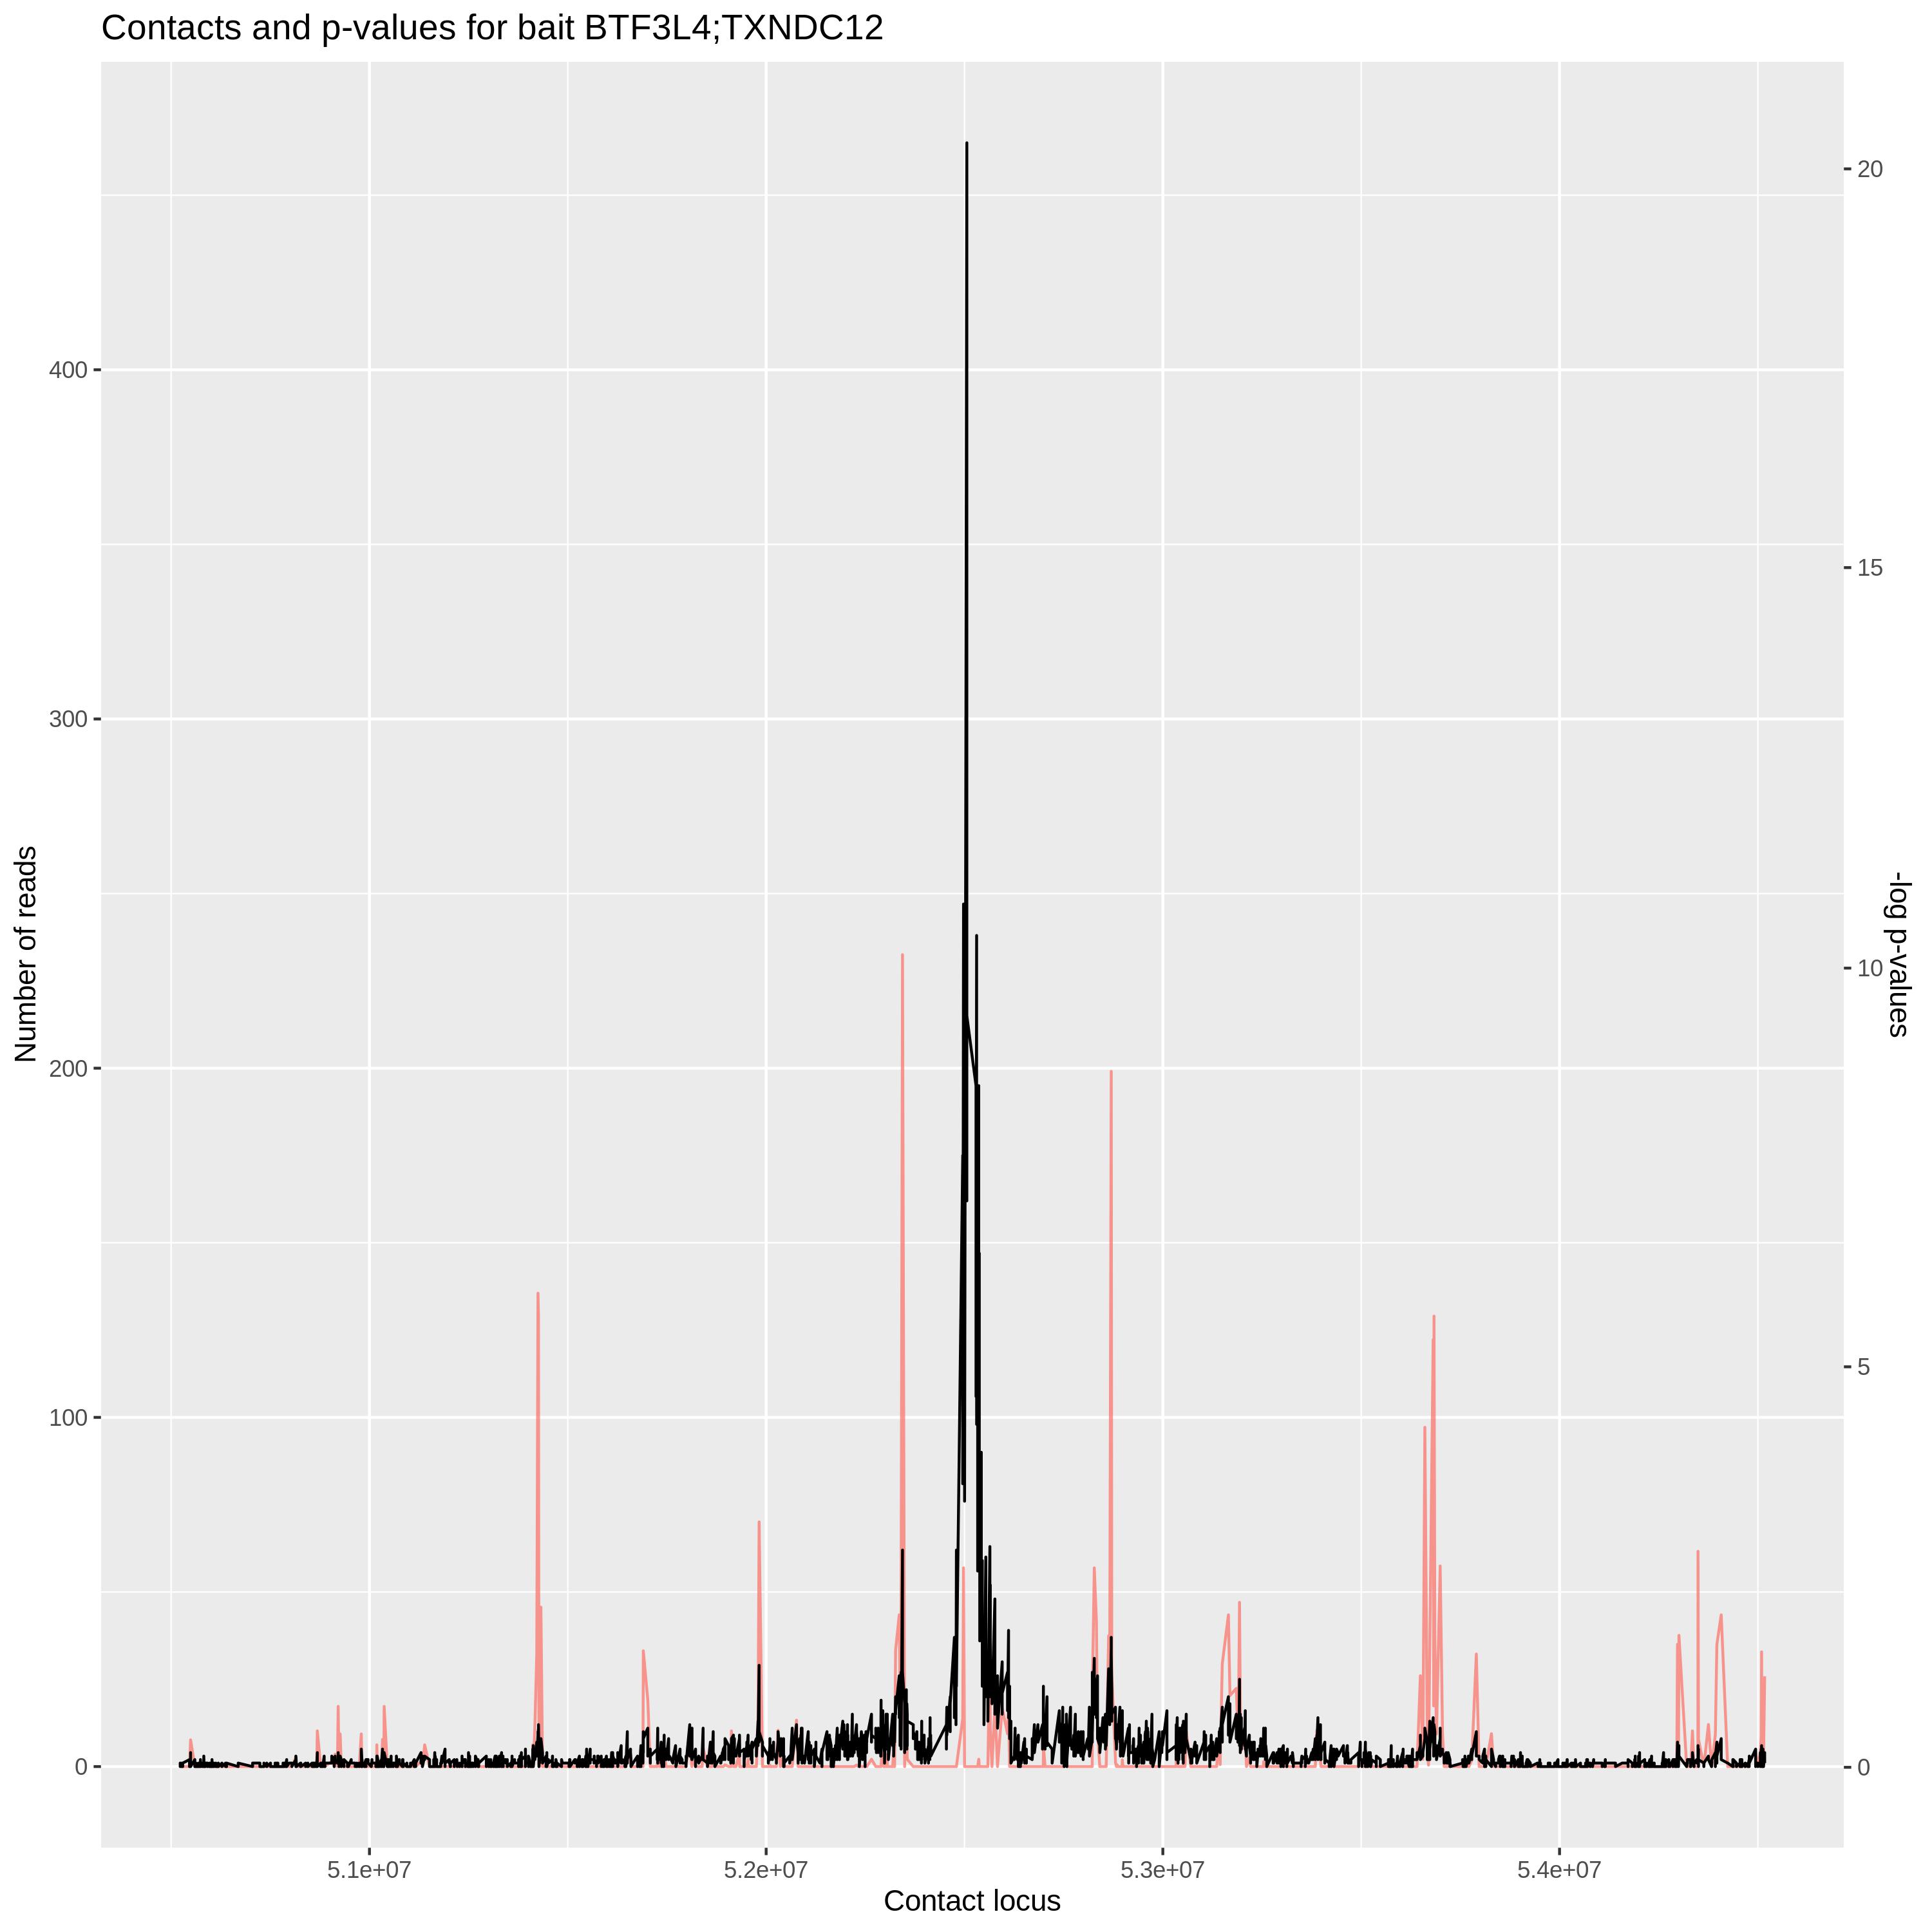 Contacts and p-values for bait BTF3L4;TXNDC12
Number of reads
400
300
200
100
0
20
15
10
5
0
-log p-values
5.1e+07
5.2e+07
5.3e+07
5.4e+07
Contact locus